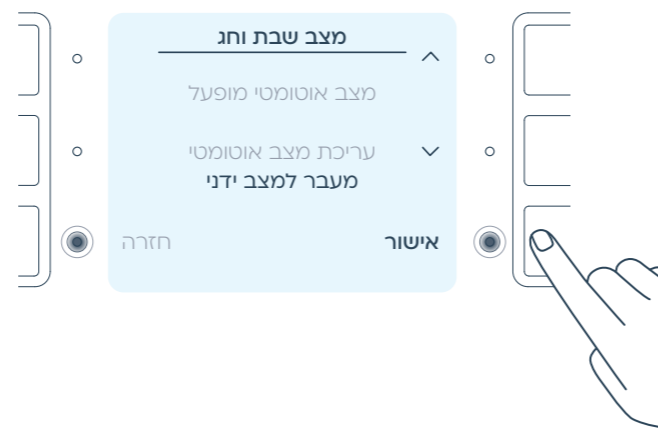 מצב שבת וחג
מצב אוטומטי מופעל
עריכת מצב אוטומטי
מעבר למצב ידני
אישור
חזרה